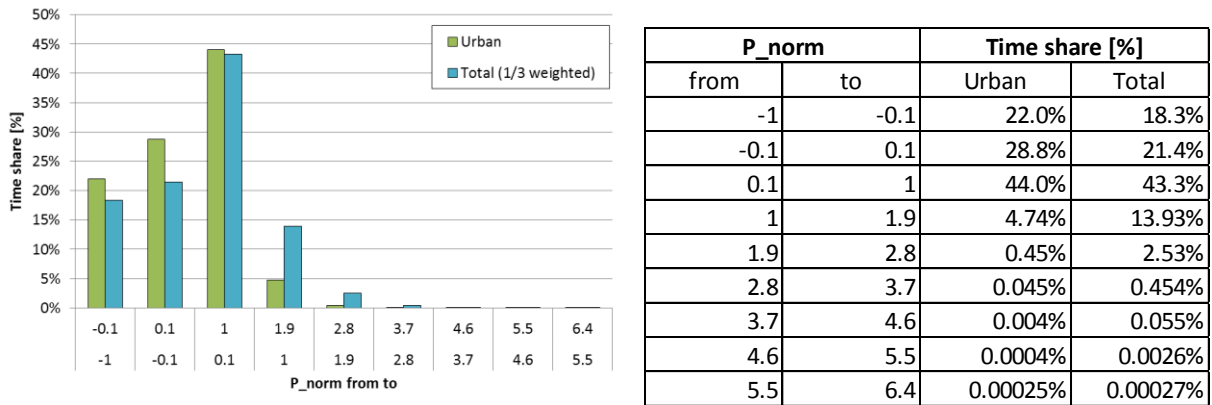 50%
45%
40%
35%
30%
25%
20%
15%
10%
5%
0%
Time share [%]
Urban
Total (1/3 weighted)
-0.1 0.1 1 1.9 2.8 3.7 4.6 5.5 6.4
-1 -0.1 0.1 1 1.9 2.8 3.7 4.6 5.5
P_norm from to
P_norm Time share [%]
from to Urban Total
-1 -0.1 22.0% 18.3%
-0.1 0.1 28.8% 21.4%
0.1 1 44.0% 43.3%
1 1.9 4.74% 13.93%
1.9 2.8 0.45% 2.53%
2.8 3.7 0.045% 0.454%
3.7 4.6 0.004% 0.055%
4.6 5.5 0.0004% 0.0026%
5.5 6.4 0.00025% 0.00027%